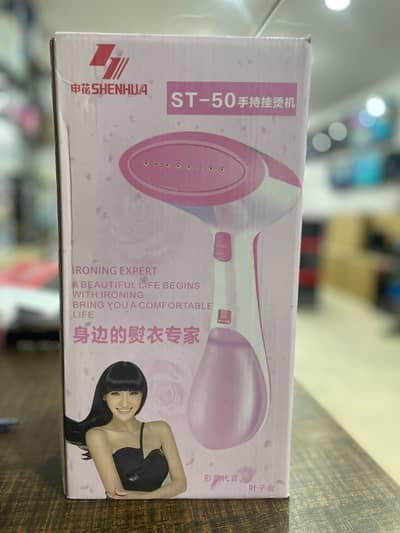 申花SHENHUA
ST-50手持挂烫机
IRONING EXPERT
A BEAUTIFUL LIFE BEGINS
WITH IRONING
BRING YOU A COMFORTABLE
LIFE
身边的熨衣专家